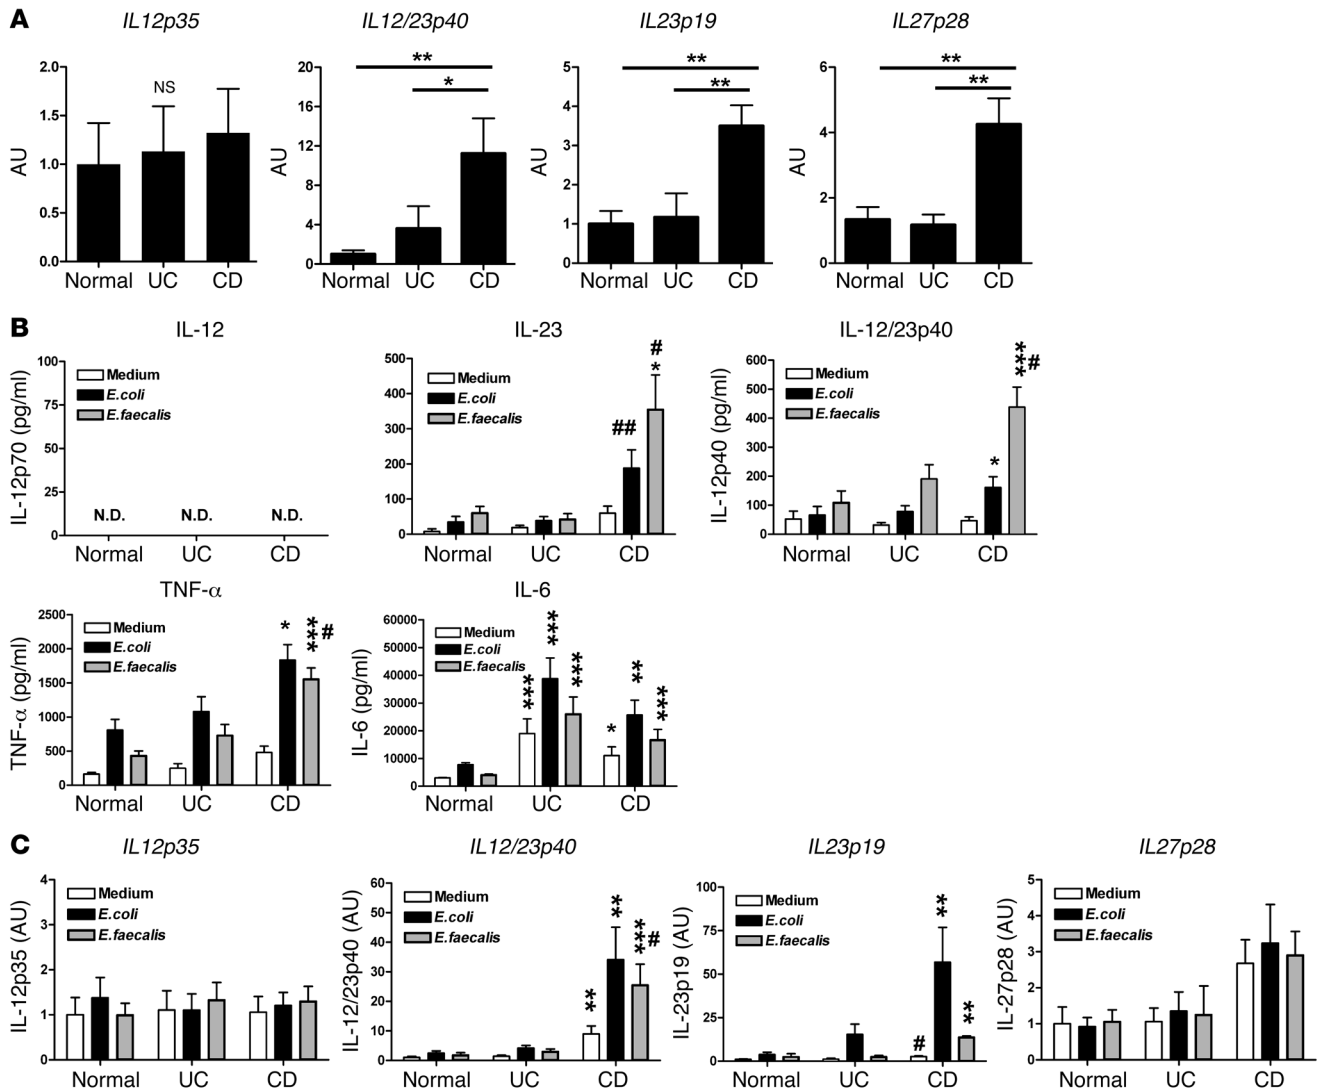 A
IL12p35
IL12/23p40
IL23p19
IL27p28
AU
2.0
1.5
1.0
0.5
0.0
NS
Normal UC CD
AU
20
16
12
8
4
0
**
*
Normal UC CD
AU
5
4
3
2
1
0
**
**
Normal UC CD
AU
6
4
2
0
**
**
Normal UC CD
B
IL-12
IL-12p70 (pg/ml)
100
75
50
25
0
Medium
E.coli
E.faecalis
N.D. N.D. N.D.
Normal UC CD
IL-23
500
400
300
200
100
0
Medium
E.coli
E.faecalis
##
#
*
Normal UC CD
IL-12/23p40
IL-12p40 (pg/ml)
600
500
400
300
200
100
0
Medium
E.coli
E.faecalis
*
***
#
Normal UC CD
TNF-α
TNF-α (pg/ml)
2500
2000
1500
1000
500
0
Medium
E.coli
E.faecalis
*
***
#
Normal UC CD
IL-6
IL-6 (pg/ml)
60000
50000
40000
30000
20000
10000
0
Medium
E.coli
E.faecalis
***
***
***
*
**
***
Normal UC CD
C
IL12p35
IL-12p35 (AU)
4
3
2
1
0
Medium
E.coli
E.faecalis
Normal UC CD
IL12/23p40
IL-12/23p40 (AU)
60
50
40
30
20
10
0
Medium
E.coli
E.faecalis
**
**
***
#
Normal UC CD
IL23p19
IL-23p19 (AU)
100
75
50
25
0
Medium
E.coli
E.faecalis
#
**
**
Normal UC CD
IL27p28
IL-27p28 (AU)
5
4
3
2
1
0
Medium
E.coli
E.faecalis
Normal UC CD